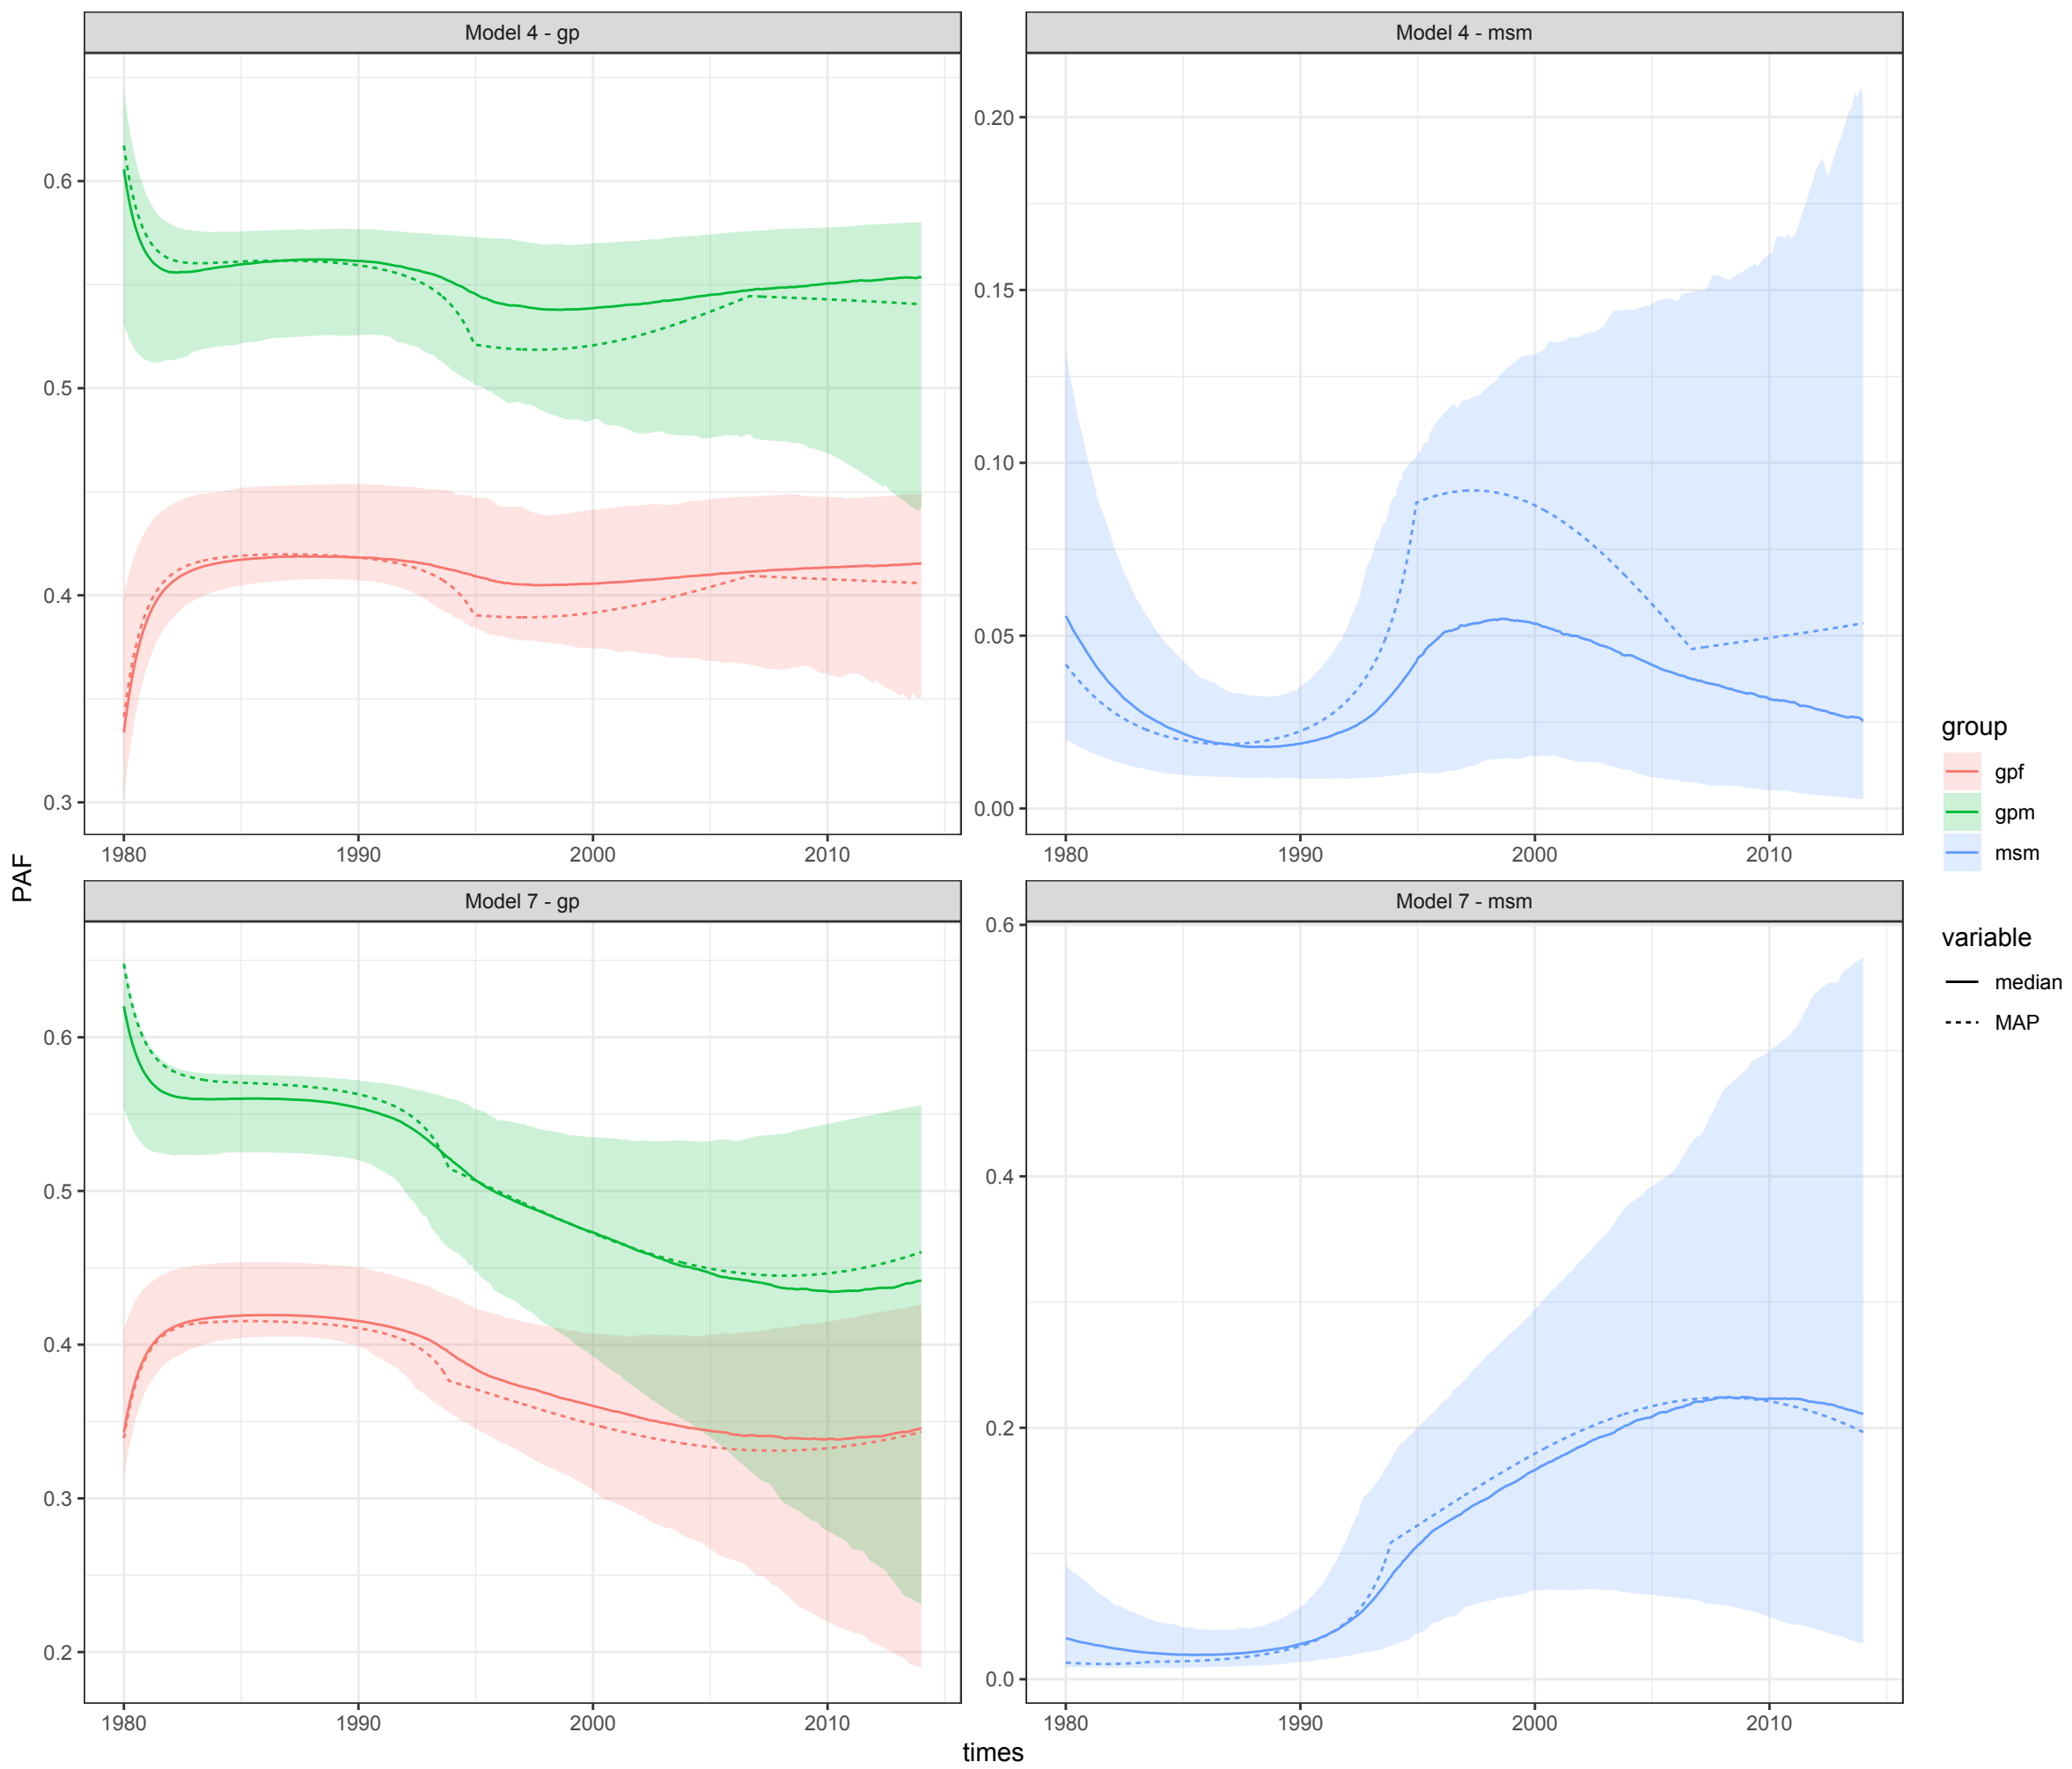 Model 4 - gp
Model 4 - msm
0.6
0.5
0.4
0.3
0.20
0.15
0.10
0.05
0.00
1980 1990 2000 2010
1980 1990 2000 2010
PAF
Model 7 - gp
Model 7 - msm
0.6
0.5
0.4
0.3
0.2
0.6
0.4
0.2
0.0
1980 1990 2000 2010
1980 1990 2000 2010
times
group
gpf
gpm
msm
variable
median
MAP